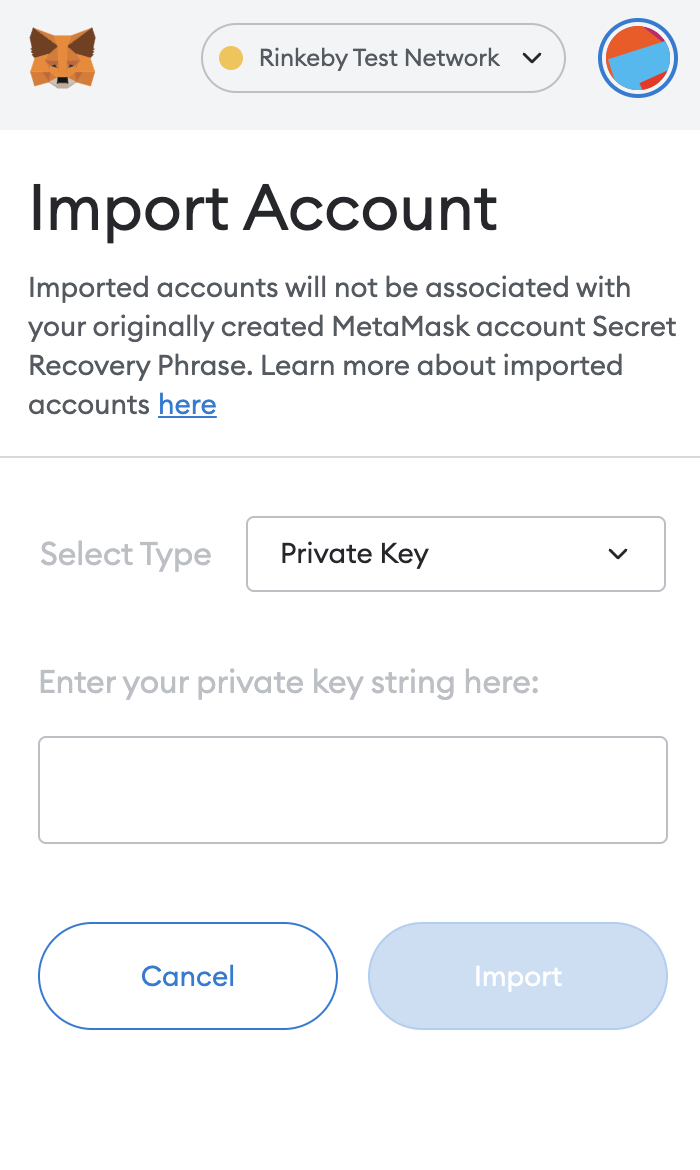 Rinkeby Test Network
Import Account
Imported accounts will not be associated with
your originally created MetaMask account Secret
Recovery Phrase. Learn more about imported
accounts here
Select Type
Private Key
Enter your private key string here:
Cancel
Import